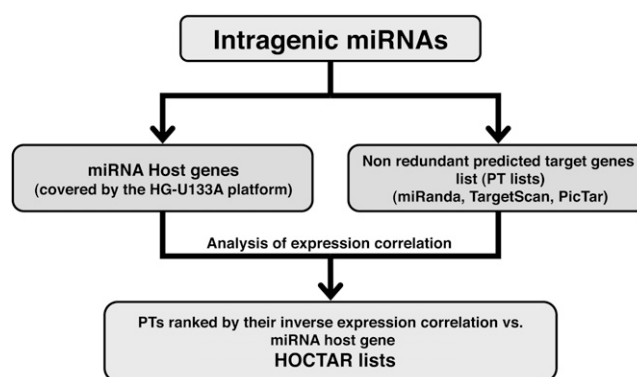 Intragenic miRNAs
miRNA Host genes
(covered by the HG-U133A platform)
Non redundant predicted target genes
list (PT lists)
(miRanda, TargetScan, PicTar)
Analysis of expression correlation
PTs ranked by their inverse expression correlation vs.
miRNA host gene
HOCTAR lists